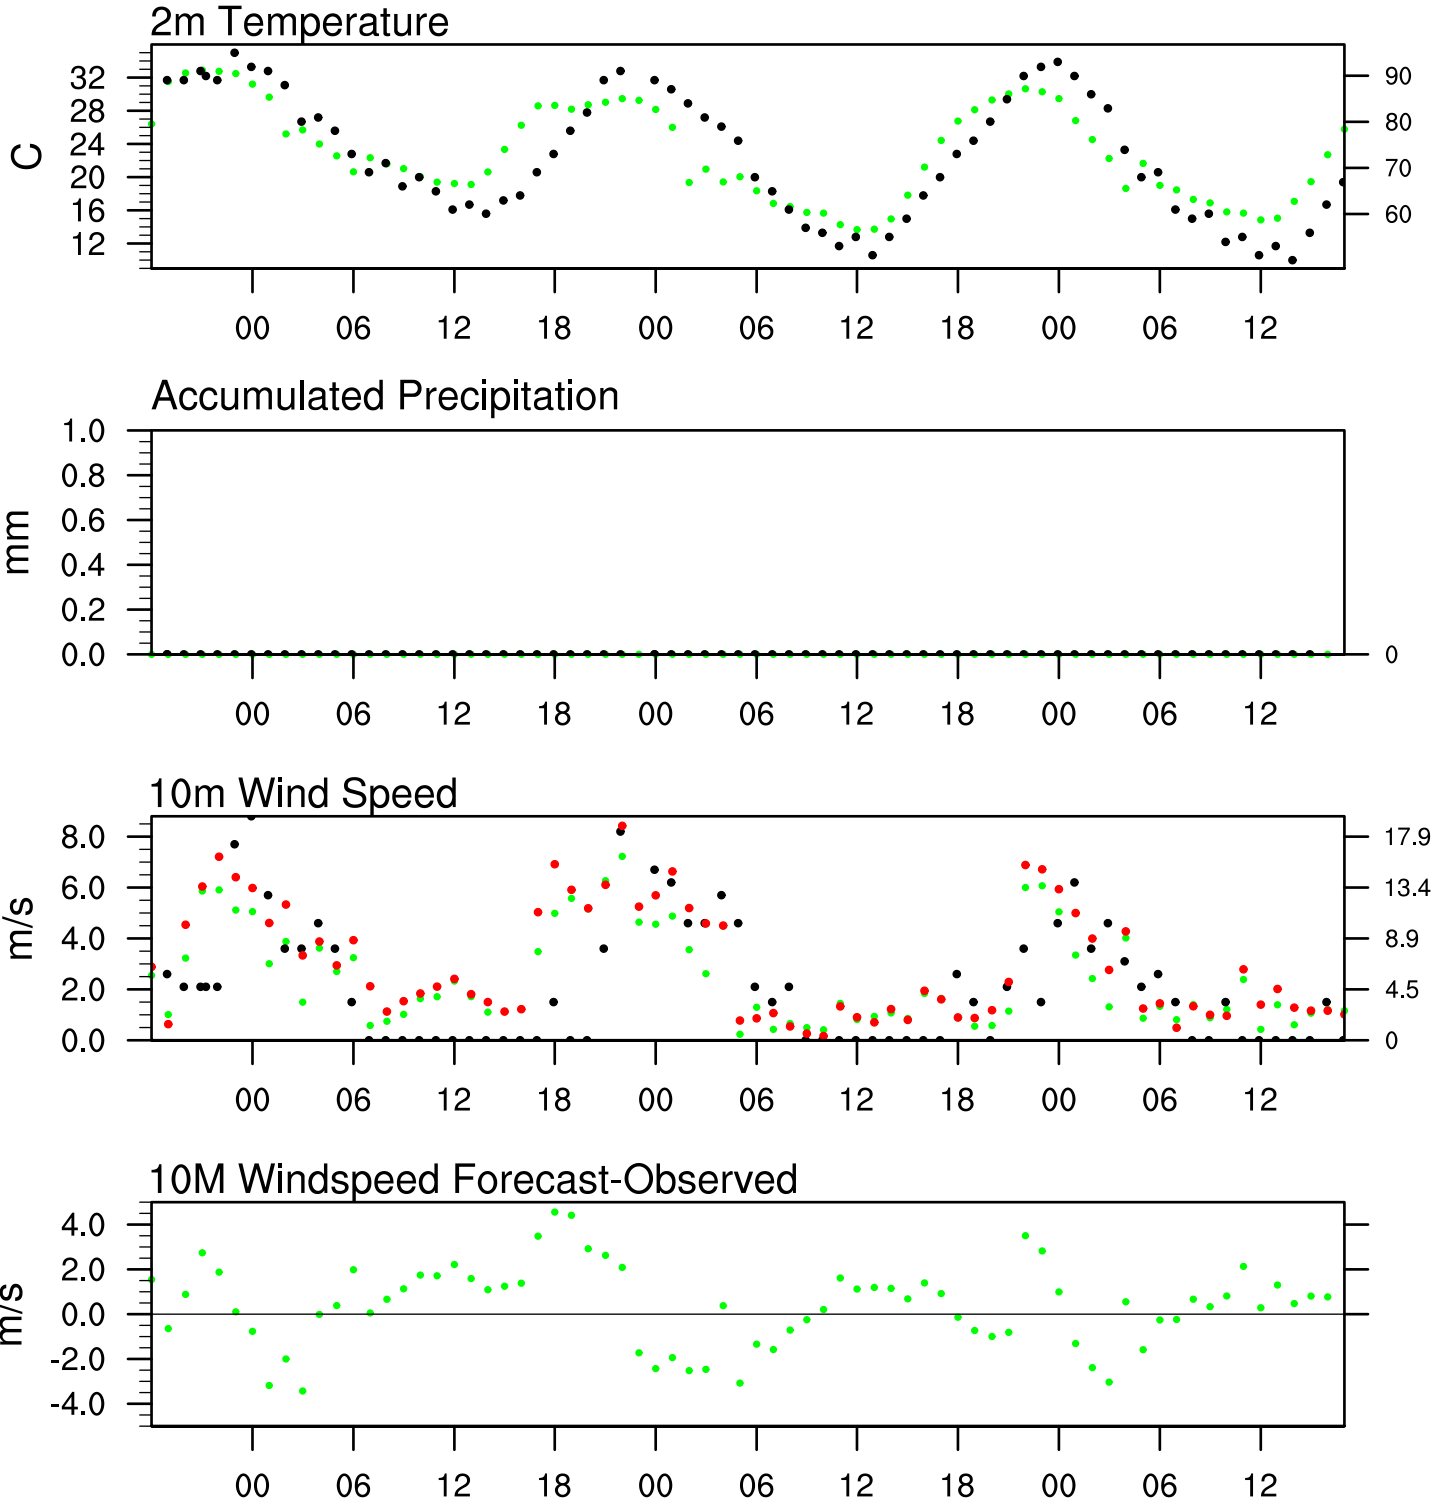 2m Temperature
32
28
24
20
16
12
C
90
80
70
60
00 06 12 18 00 06 12 18 00 06 12
Accumulated Precipitation
1.0
0.8
0.6
0.4
0.2
0.0
mm
0
00 06 12 18 00 06 12 18 00 06 12
10m Wind Speed
8.0
6.0
4.0
2.0
0.0
m/s
17.9
13.4
8.9
4.5
0
00 06 12 18 00 06 12 18 00 06 12
10M Windspeed Forecast-Observed
4.0
2.0
0.0
-2.0
-4.0
m/s
00 06 12 18 00 06 12 18 00 06 12